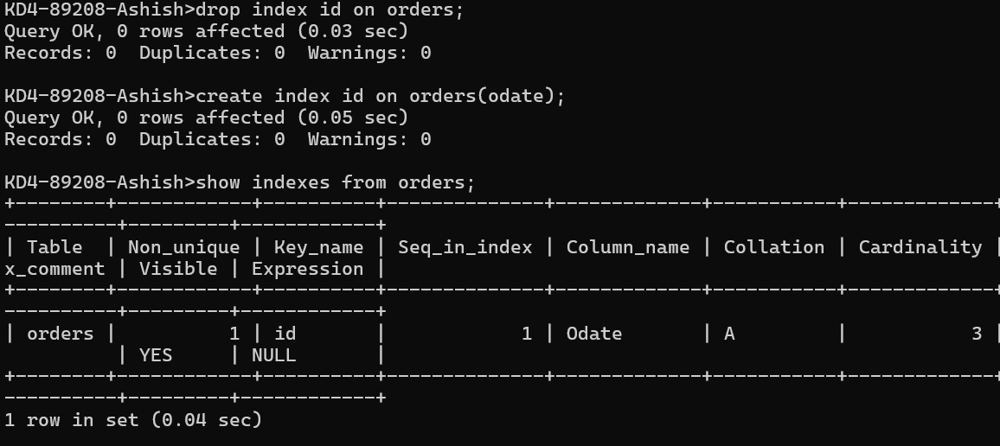 KD4-89208-Ashish>drop index id on orders;
Query OK, 0 rows affected (0.03 sec)
Records: 0  Duplicates: 0  Warnings: 0

KD4-89208-Ashish>create index id on orders(odate);
Query OK, 0 rows affected (0.05 sec)
Records: 0  Duplicates: 0  Warnings: 0

KD4-89208-Ashish>show indexes from orders;
+---------+------------+----------+--------------+-------------+-----------+-------------+
----------+---------+------------+
| Table   | Non_unique | Key_name | Seq_in_index | Column_name | Collation | Cardinality |
x_comment | Visible | Expression |
+---------+------------+----------+--------------+-------------+-----------+-------------+
----------+---------+------------+
| orders |          1 | id       |            1 | Odate       | A         |           3 |
          | YES     | NULL       |
+---------+------------+----------+--------------+-------------+-----------+-------------+
----------+---------+------------+
1 row in set (0.04 sec)